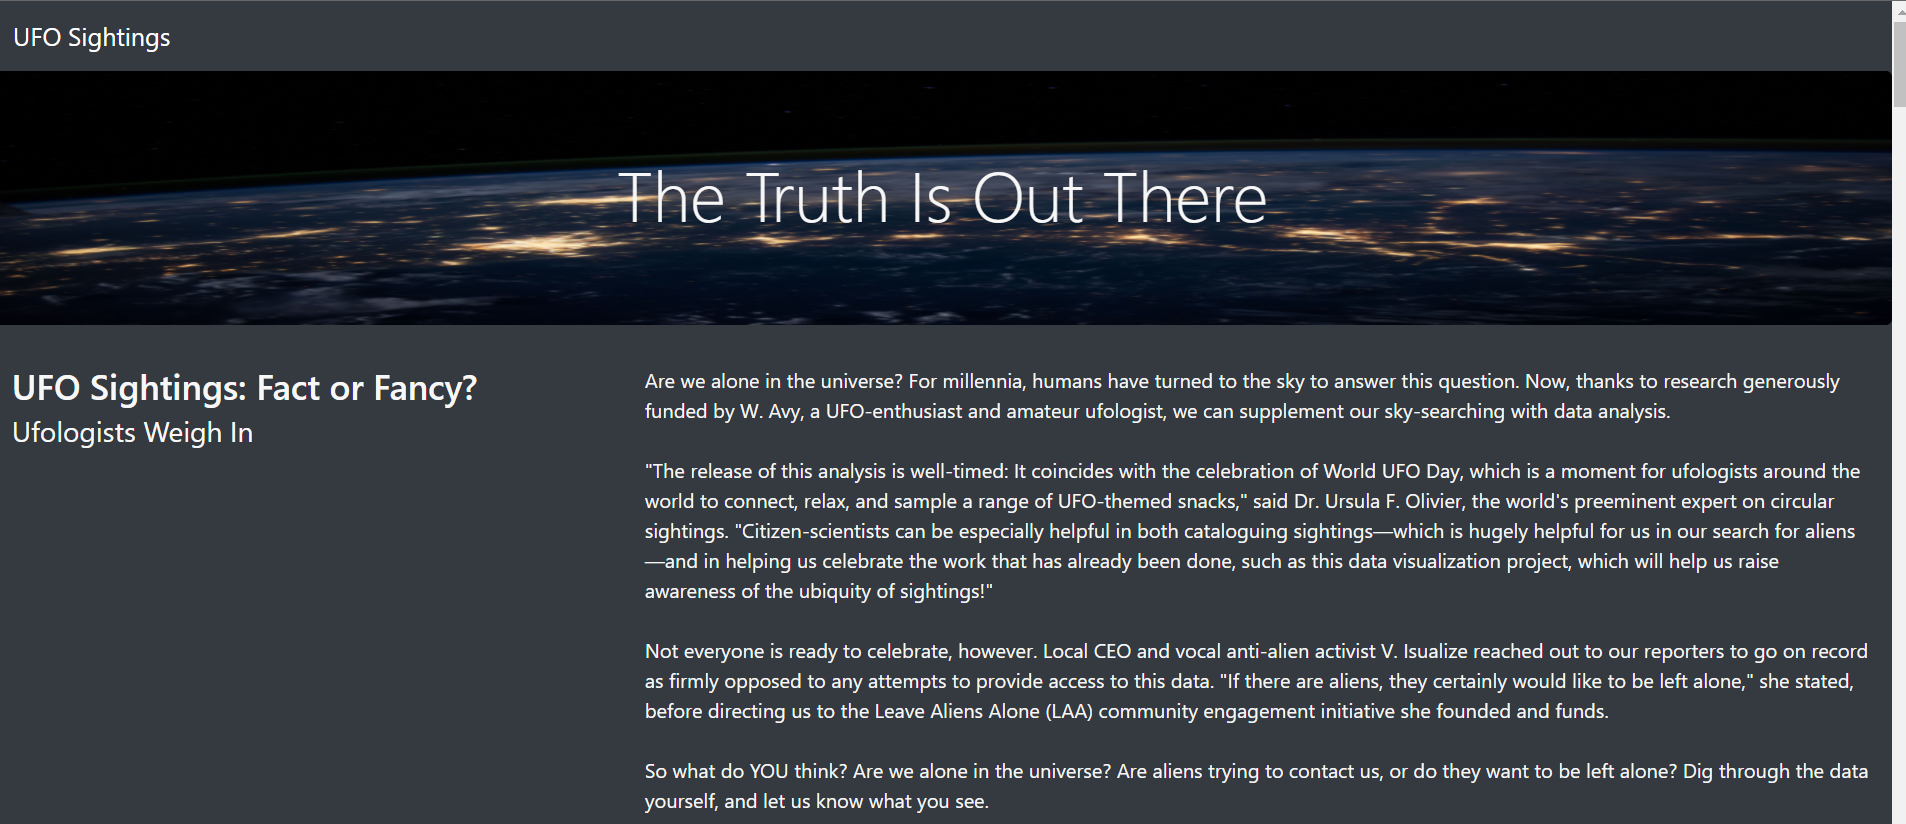 UFO Sightings
The Truth Is Out There
UFO Sightings: Fact or Fancy?
Ufologists Weigh In
Are we alone in the universe? For millennia, humans have turned to the sky to answer this question. Now, thanks to research generously
funded by W. Avy, a UFO-enthusiast and amateur ufologist, we can supplement our sky-searching with data analysis.
"The release of this analysis is well-timed: It coincides with the celebration of World UFO Day, which is a moment for ufologists around the
world to connect, relax, and sample a range of UFO-themed snacks," said Dr. Ursula F. Olivier, the world's preeminent expert on circular
sightings. "Citizen-scientists can be especially helpful in both cataloguing sightings—which is hugely helpful for us in our search for aliens
—and in helping us celebrate the work that has already been done, such as this data visualization project, which will help us raise
awareness of the ubiquity of sightings!"
Not everyone is ready to celebrate, however. Local CEO and vocal anti-alien activist V. Isualize reached out to our reporters to go on record
as firmly opposed to any attempts to provide access to this data. "If there are aliens, they certainly would like to be left alone," she stated,
before directing us to the Leave Aliens Alone (LAA) community engagement initiative she founded and funds.
So what do YOU think? Are we alone in the universe? Are aliens trying to contact us, or do they want to be left alone? Dig through the data
yourself, and let us know what you see.